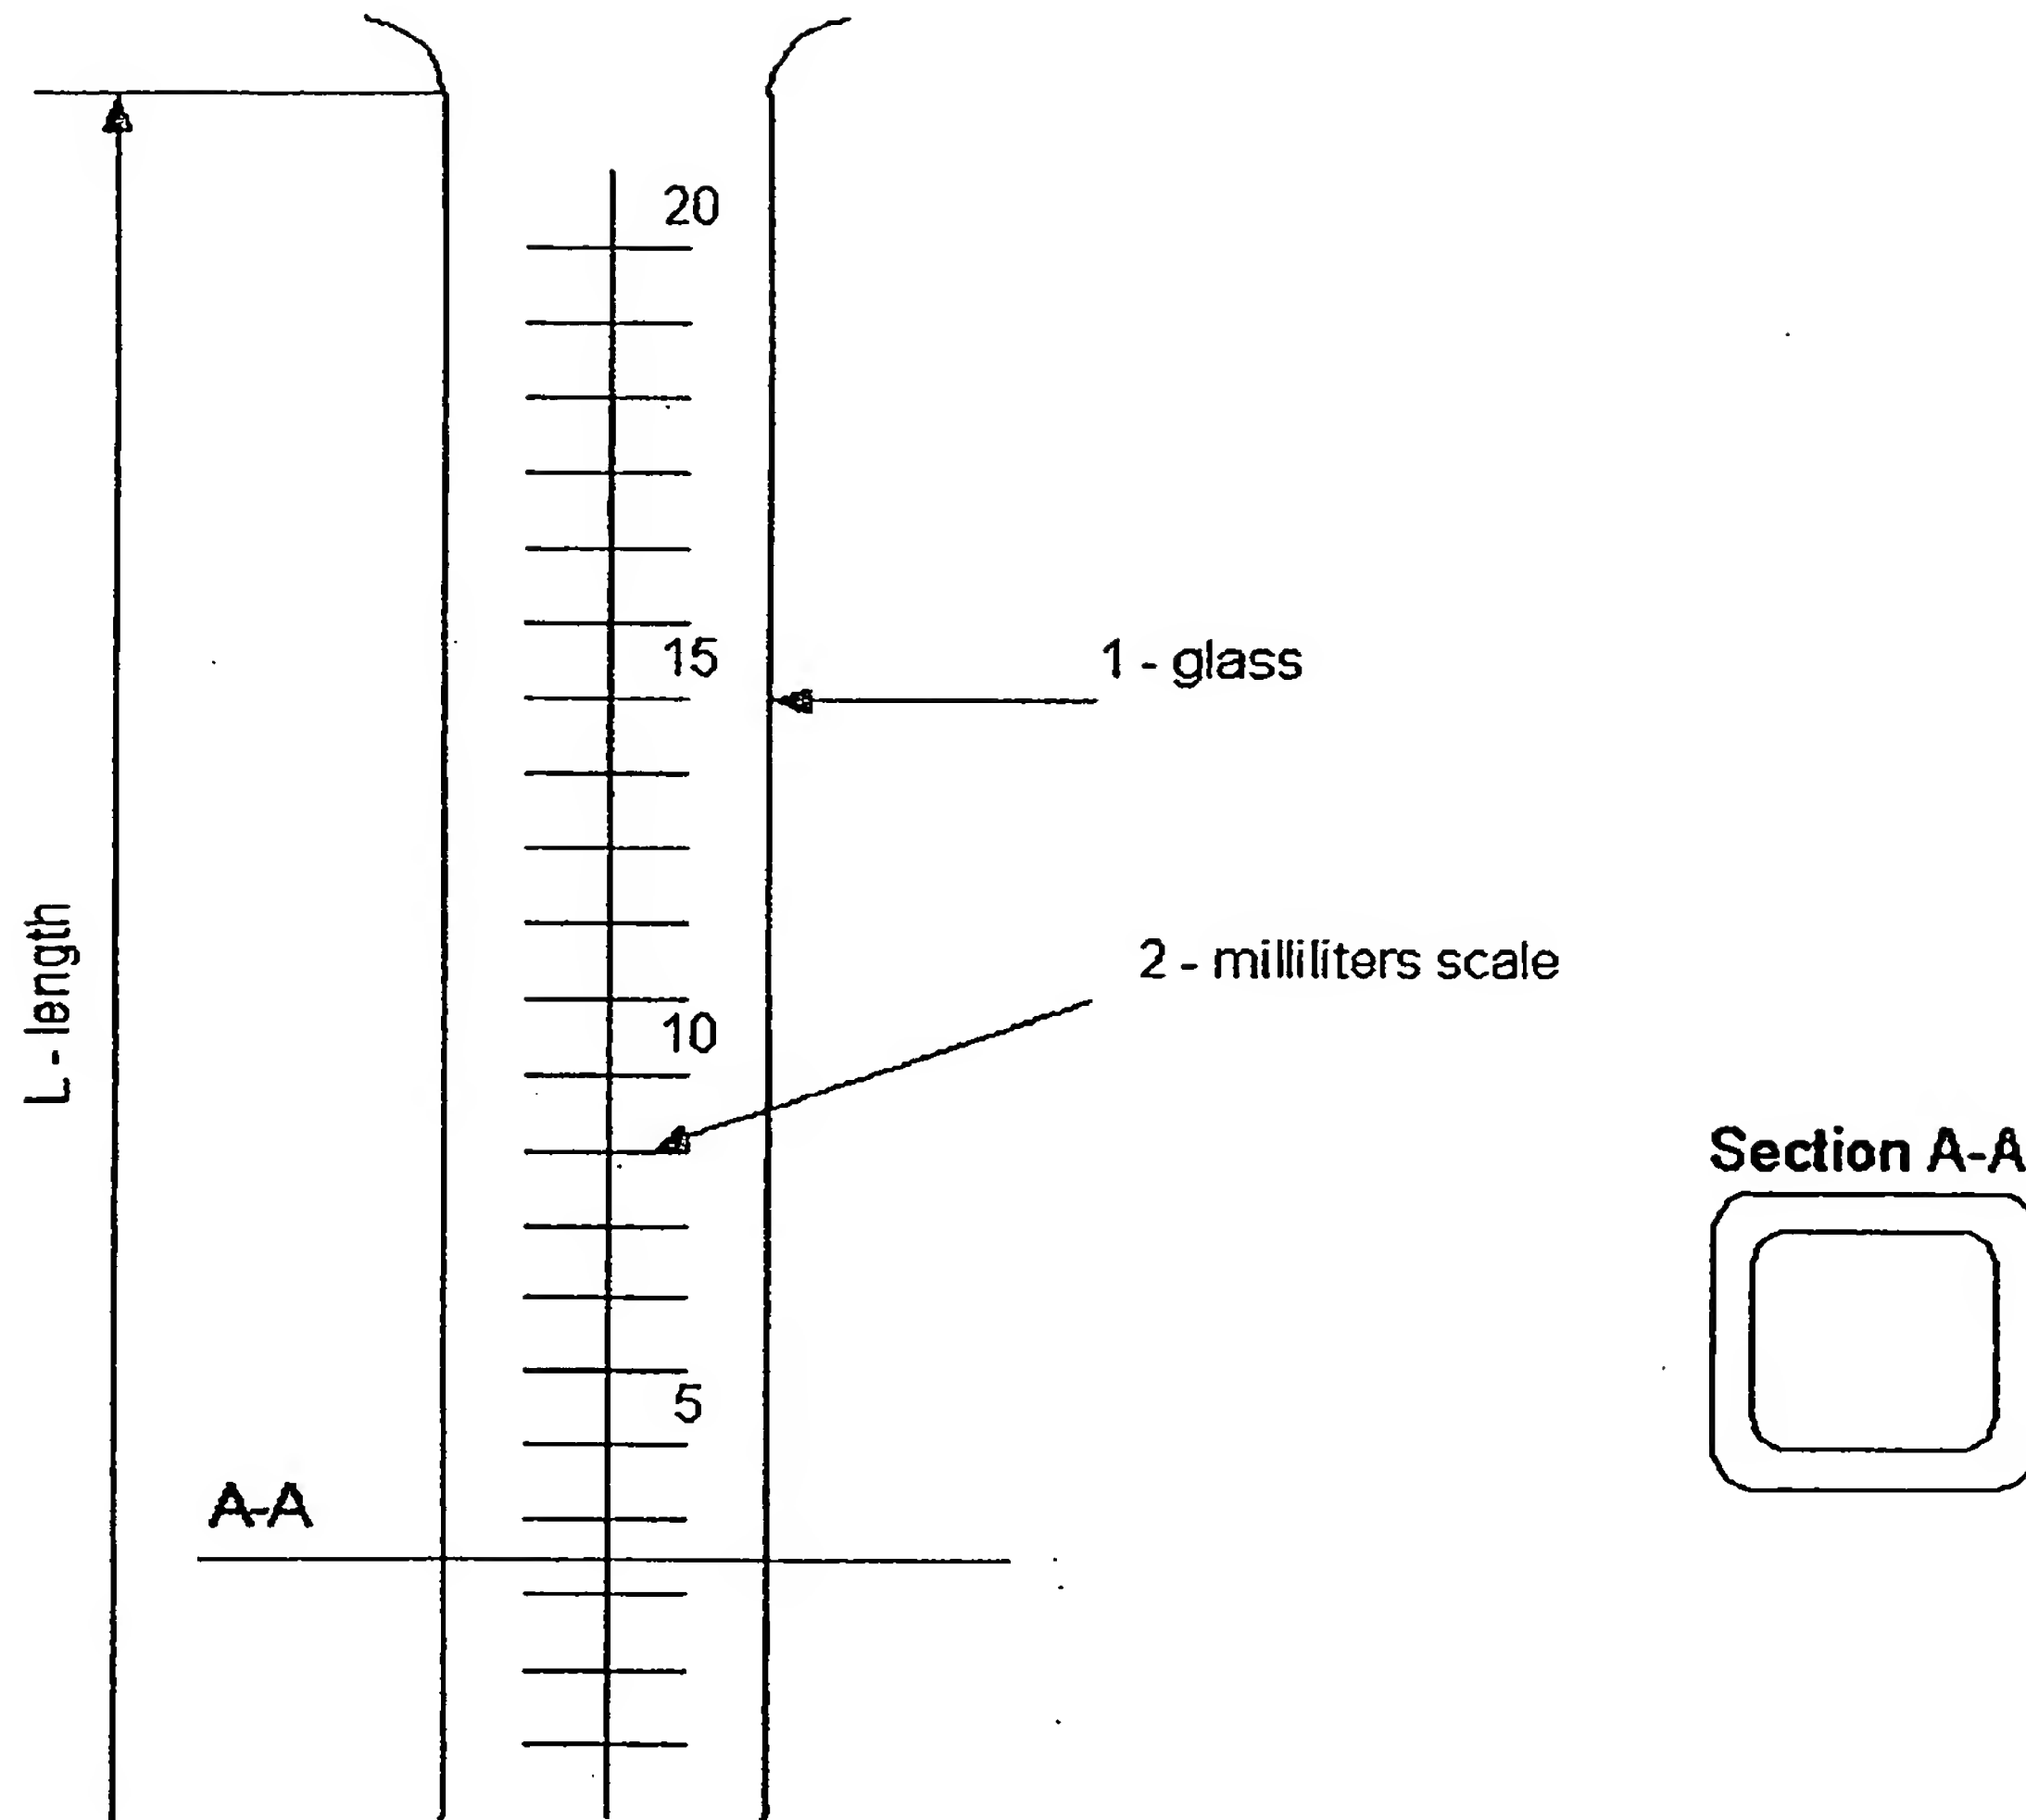 20
15
1 - glass
L - length
2 - milliliters scale
10
Section A-A
5
A-A